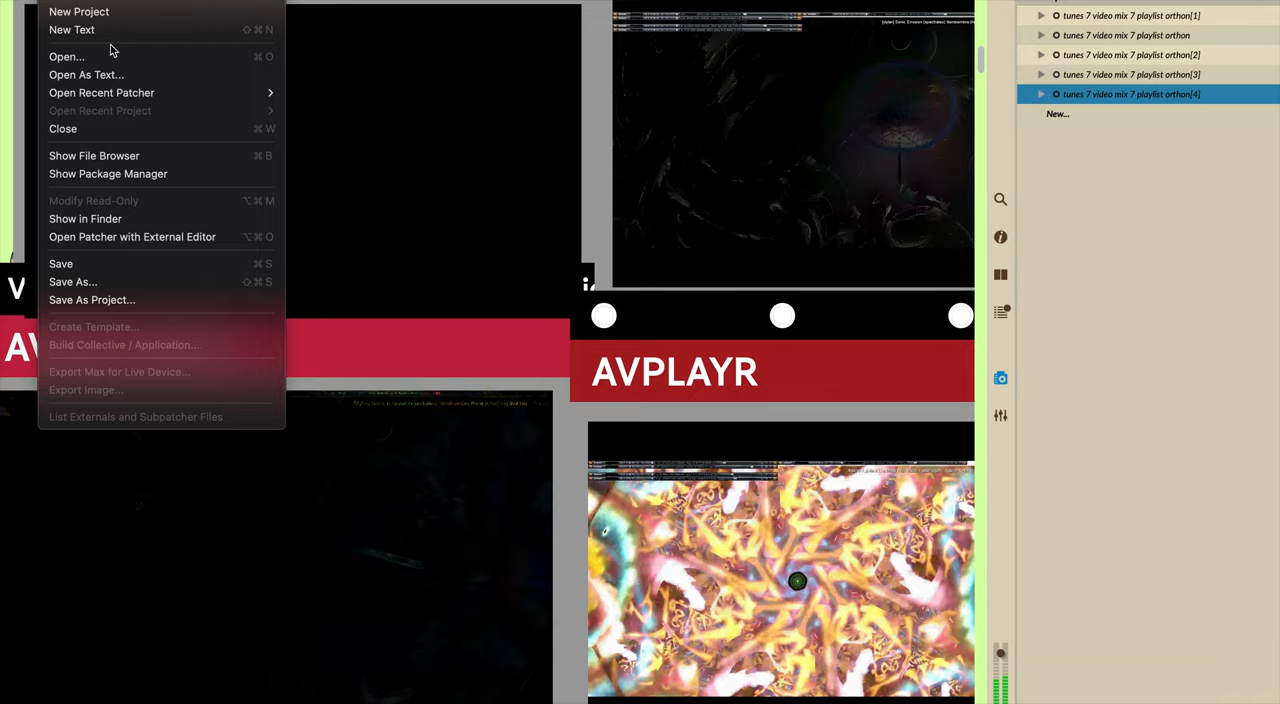 New Project
New Text ⇧⌘N
Open... ⌘O
Open As Text...
Open Recent Patcher
Open Recent Project
Close ⌘W
Show File Browser ⌘B
Show Package Manager
Modify Read-Only ⌥⌘M
Show in Finder
Open Patcher with External Editor ⌥⌘O
Save ⌘S
Save As... ⇧⌘S
Save As Project...
Create Template...
Build Collective / Application...
Export Max for Live Device...
Export Image...
List Externals and Subpatcher Files
V
AV
AVPLAYR
tunes 7 video mix 7 playlist orthon[1]
tunes 7 video mix 7 playlist orthon
tunes 7 video mix 7 playlist orthon[2]
tunes 7 video mix 7 playlist orthon[3]
tunes 7 video mix 7 playlist orthon[4]
New...